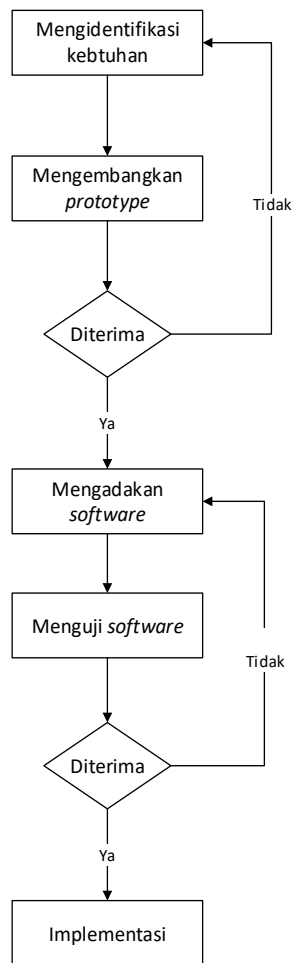 Mengidentifikasi
kebtuhan
Mengembangkan
prototype
Tidak
Diterima
Ya
Mengadakan
software
Menguji software
Tidak
Diterima
Ya
Implementasi